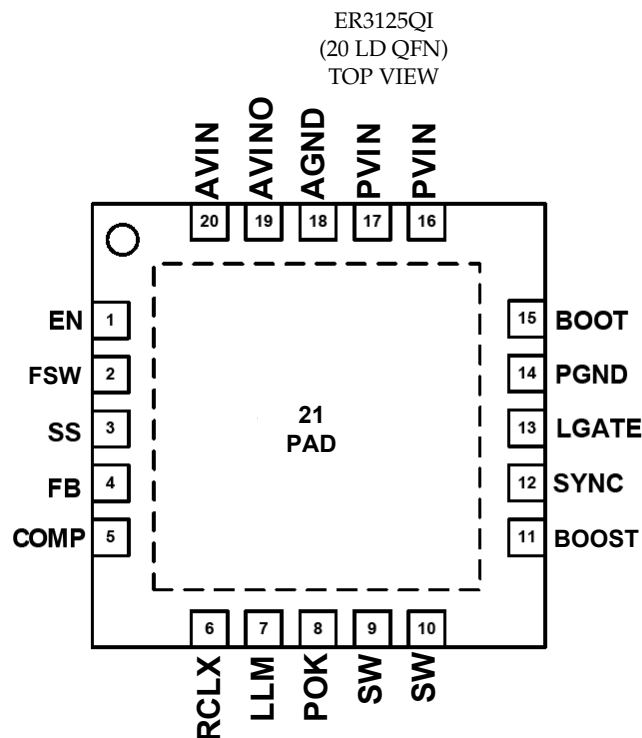 ER3125QI
(20 LD QFN)
TOP VIEW
AVIN
AVINO
AGND
PVIN
PVIN
20
19
18
17
16
EN 1
FSW 2
SS 3
FB 4
COMP 5
21
PAD
15 BOOT
14 PGND
13 LGATE
12 SYNC
11 BOOST
6
7
8
9
10
RCLX
LLM
POK
SW
SW